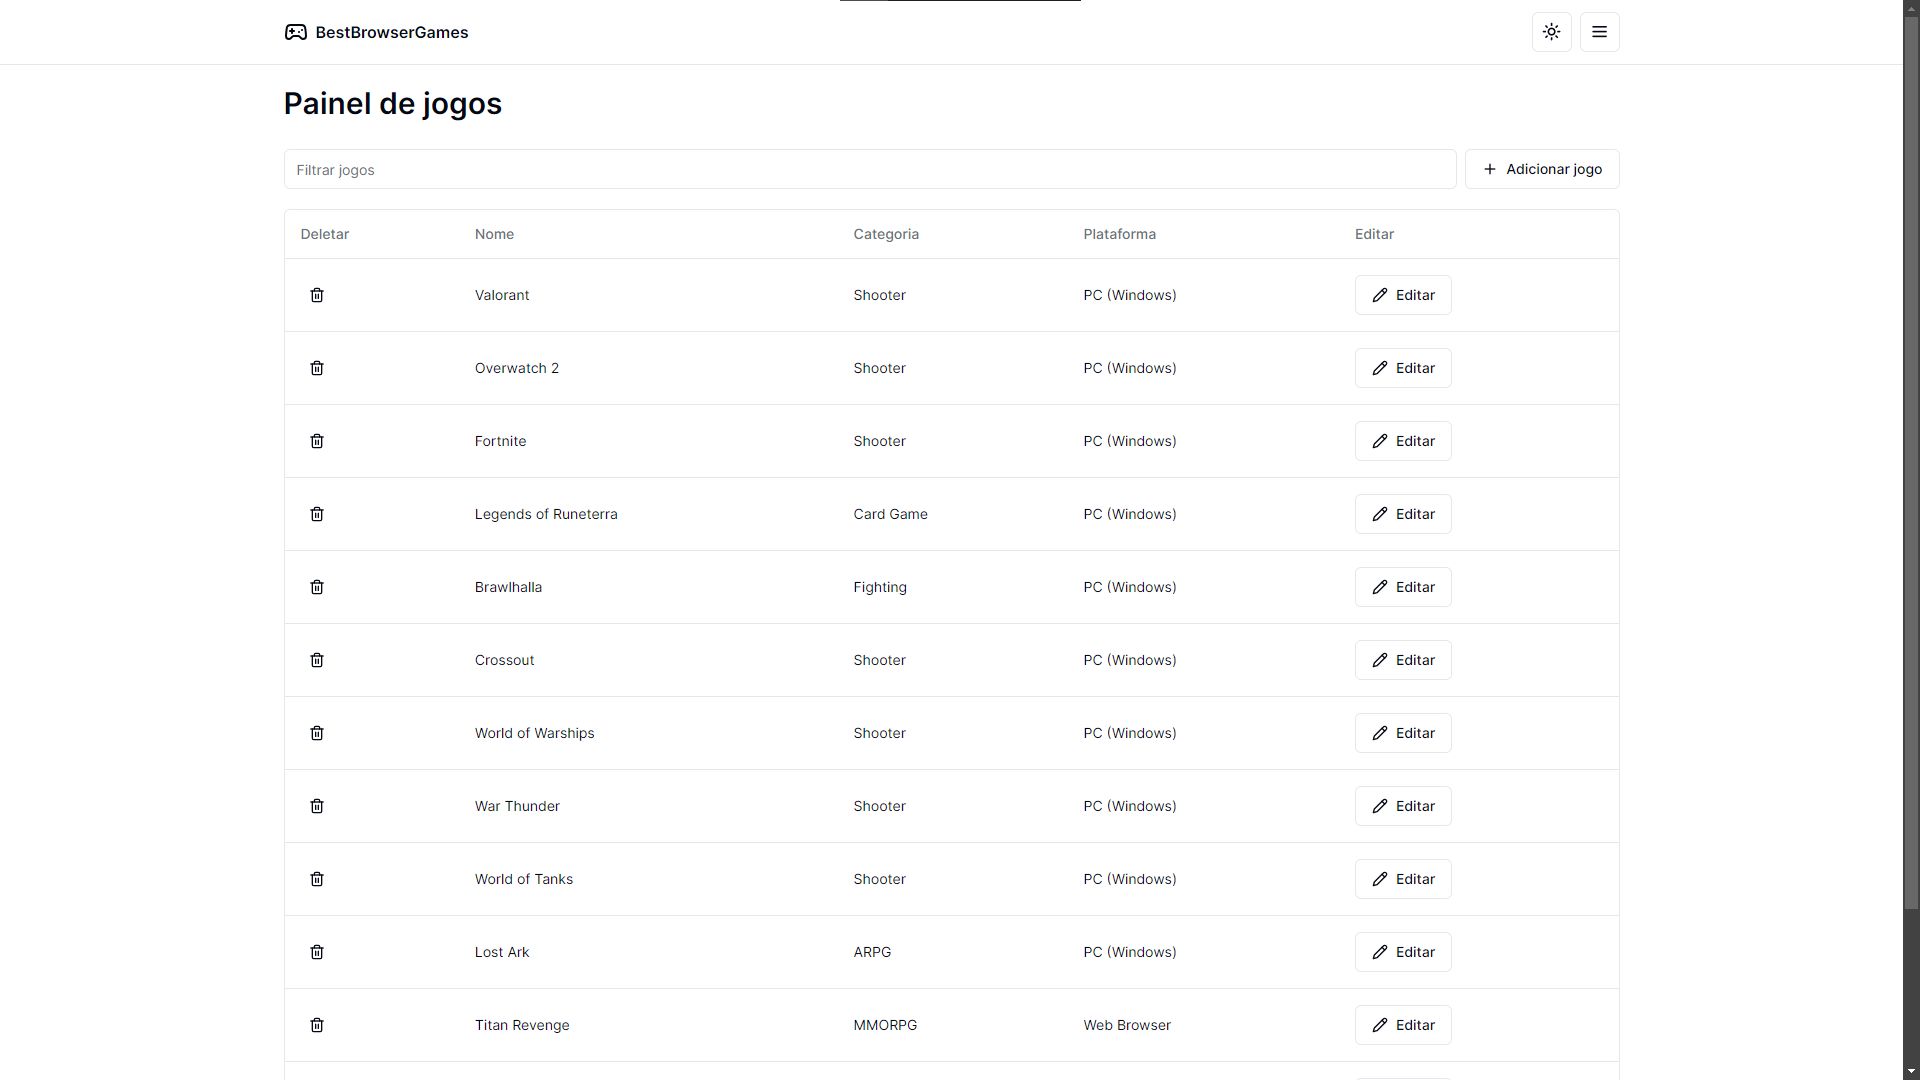 BestBrowserGames
Painel de jogos
Filtrar jogos
Adicionar jogo
Deletar Nome Categoria Plataforma Editar
Valorant Shooter PC (Windows) Editar
Overwatch 2 Shooter PC (Windows) Editar
Fortnite Shooter PC (Windows) Editar
Legends of Runeterra Card Game PC (Windows) Editar
Brawlhalla Fighting PC (Windows) Editar
Crossout Shooter PC (Windows) Editar
World of Warships Shooter PC (Windows) Editar
War Thunder Shooter PC (Windows) Editar
World of Tanks Shooter PC (Windows) Editar
Lost Ark ARPG PC (Windows) Editar
Titan Revenge MMORPG Web Browser Editar